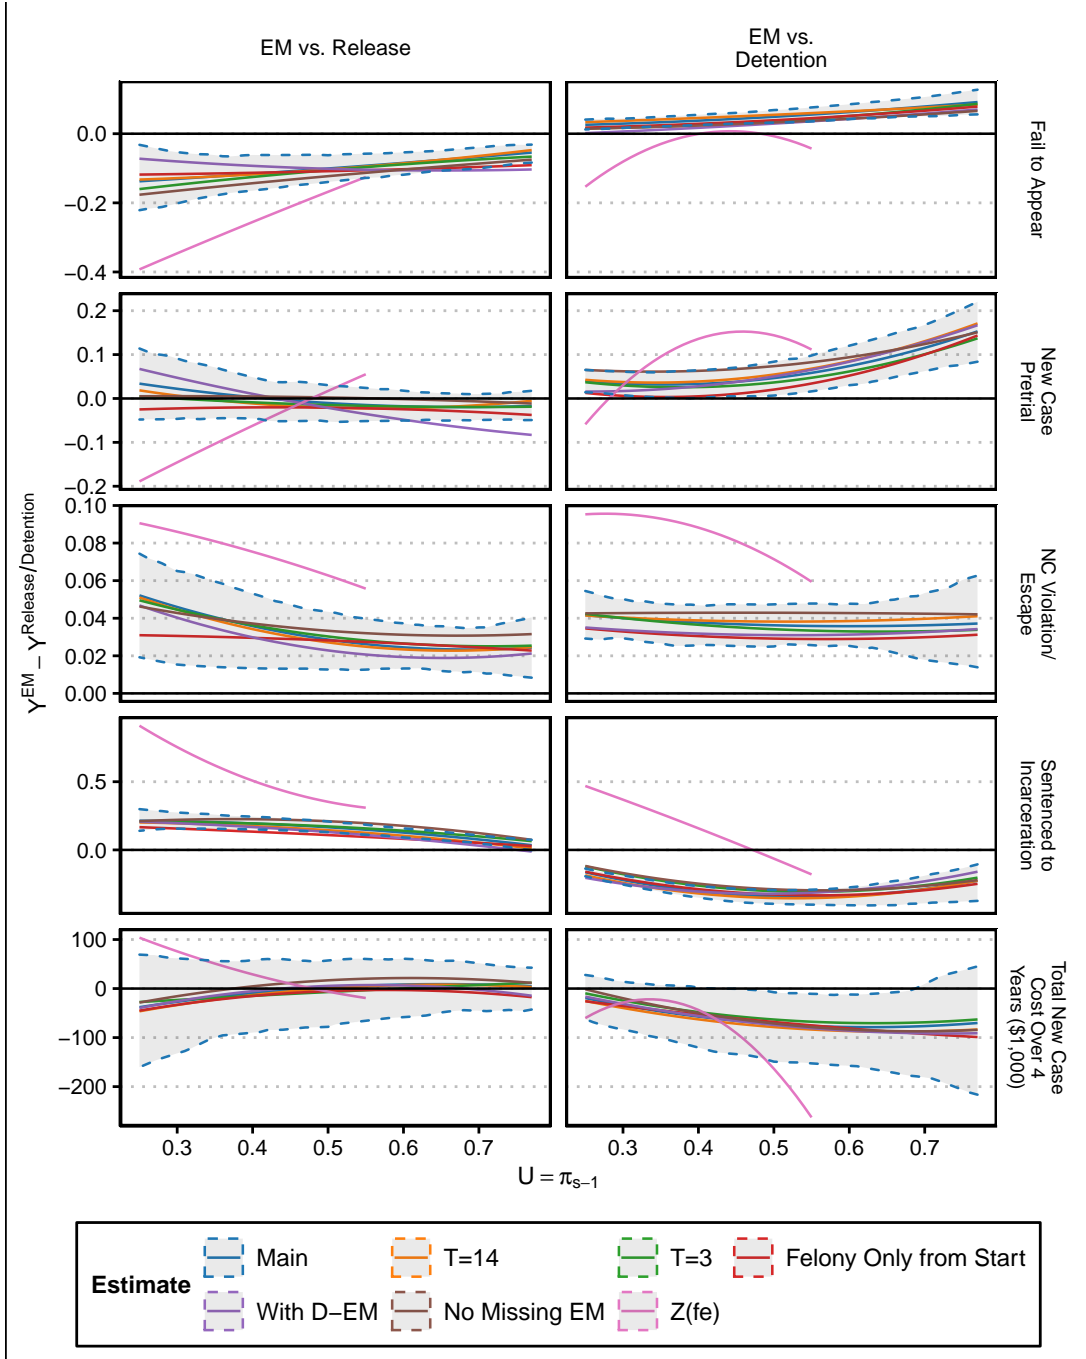 EM vs. Release
EM vs.
Detention
0.0
−0.2
−0.4
Fail to Appear
0.2
0.1
0.0
−0.1
−0.2
New Case
Pretrial
0.10
0.08
0.06
0.04
0.02
0.00
NC Violation/
Escape
0.5
0.0
Sentenced to
Incarceration
100
0
−100
−200
Total New Case
Cost Over 4
Years ($1,000)
Y^EM − Y^Release/Detention
0.3 0.4 0.5 0.6 0.7 0.3 0.4 0.5 0.6 0.7
U = π_s−1
Estimate
Main T=14 T=3 Felony Only from Start
With D−EM No Missing EM Z(fe)